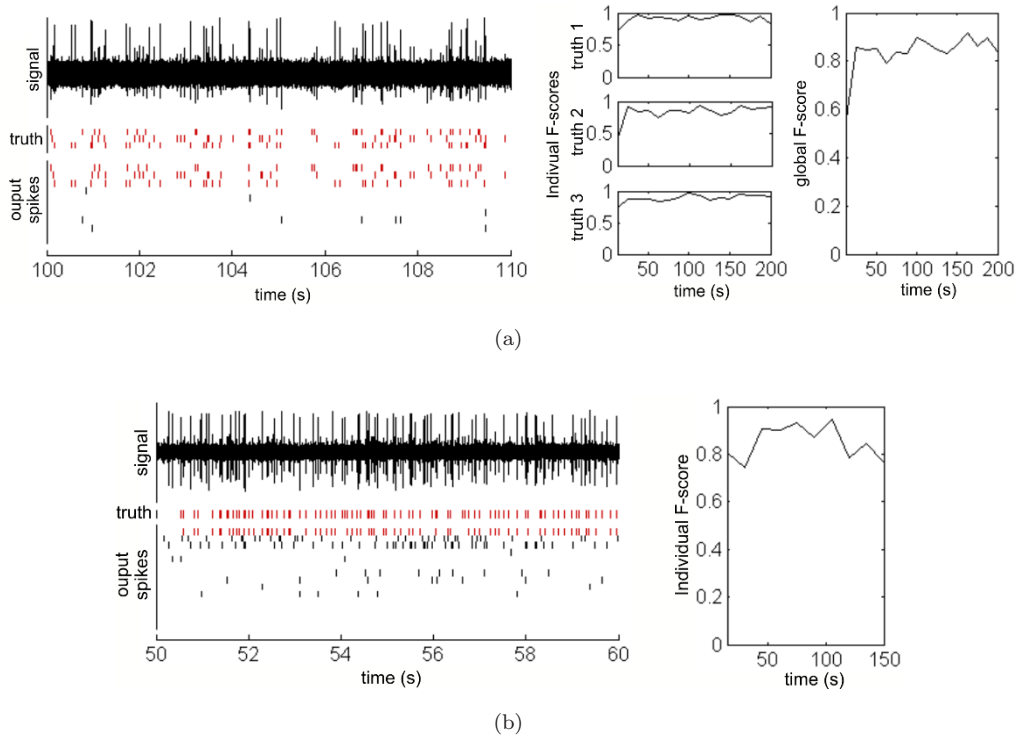 signal
truth
ouput
spikes
100 102 104 106 108 110
time (s)
Indivual F-scores
truth 1
1
0.5
0
truth 2
1
0.5
0
truth 3
1
0.5
0
50 100 150 200
time (s)
global F-score
1
0.8
0.6
0.4
0.2
0
50 100 150 200
time (s)
(a)
signal
truth
ouput
spikes
50 52 54 56 58 60
time (s)
Individual F-score
1
0.8
0.6
0.4
0.2
0
50 100 150
time (s)
(b)